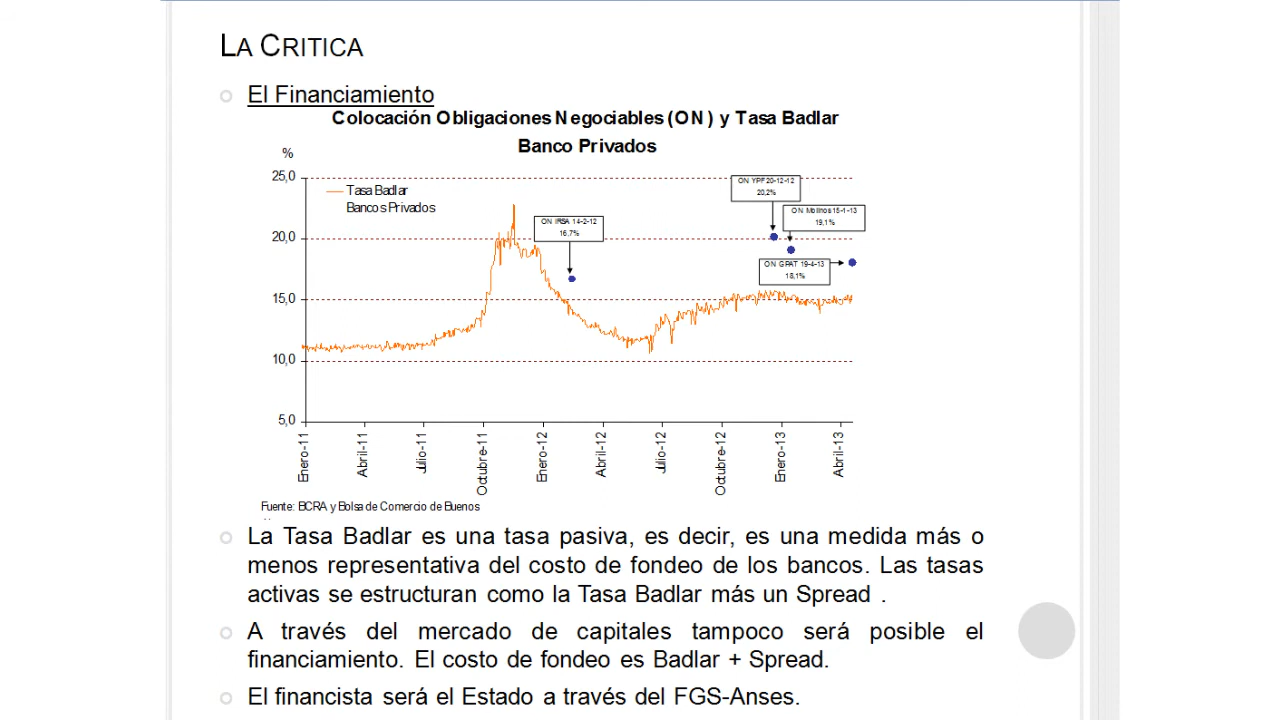 LA CRITICA
El Financiamiento
Colocación Obligaciones Negociables (ON) y Tasa Badlar
Banco Privados
%
25,0
20,0
15,0
10,0
5,0
Tasa Badlar
Bancos Privados
ON IRSA 14-2-12
16,7%
ON YPF 20-12-12
20,2%
ON Molinos 15-1-13
19,1%
ON GPAT 19-4-13
18,1%
Enero-11
Abril-11
Julio-11
Octubre-11
Enero-12
Abril-12
Julio-12
Octubre-12
Enero-13
Abril-13
Fuente: BCRA y Bolsa de Comercio de Buenos
La Tasa Badlar es una tasa pasiva, es decir, es una medida más o
menos representativa del costo de fondeo de los bancos. Las tasas
activas se estructuran como la Tasa Badlar más un Spread .
A través del mercado de capitales tampoco será posible el
financiamiento. El costo de fondeo es Badlar + Spread.
El financista será el Estado a través del FGS-Anses.